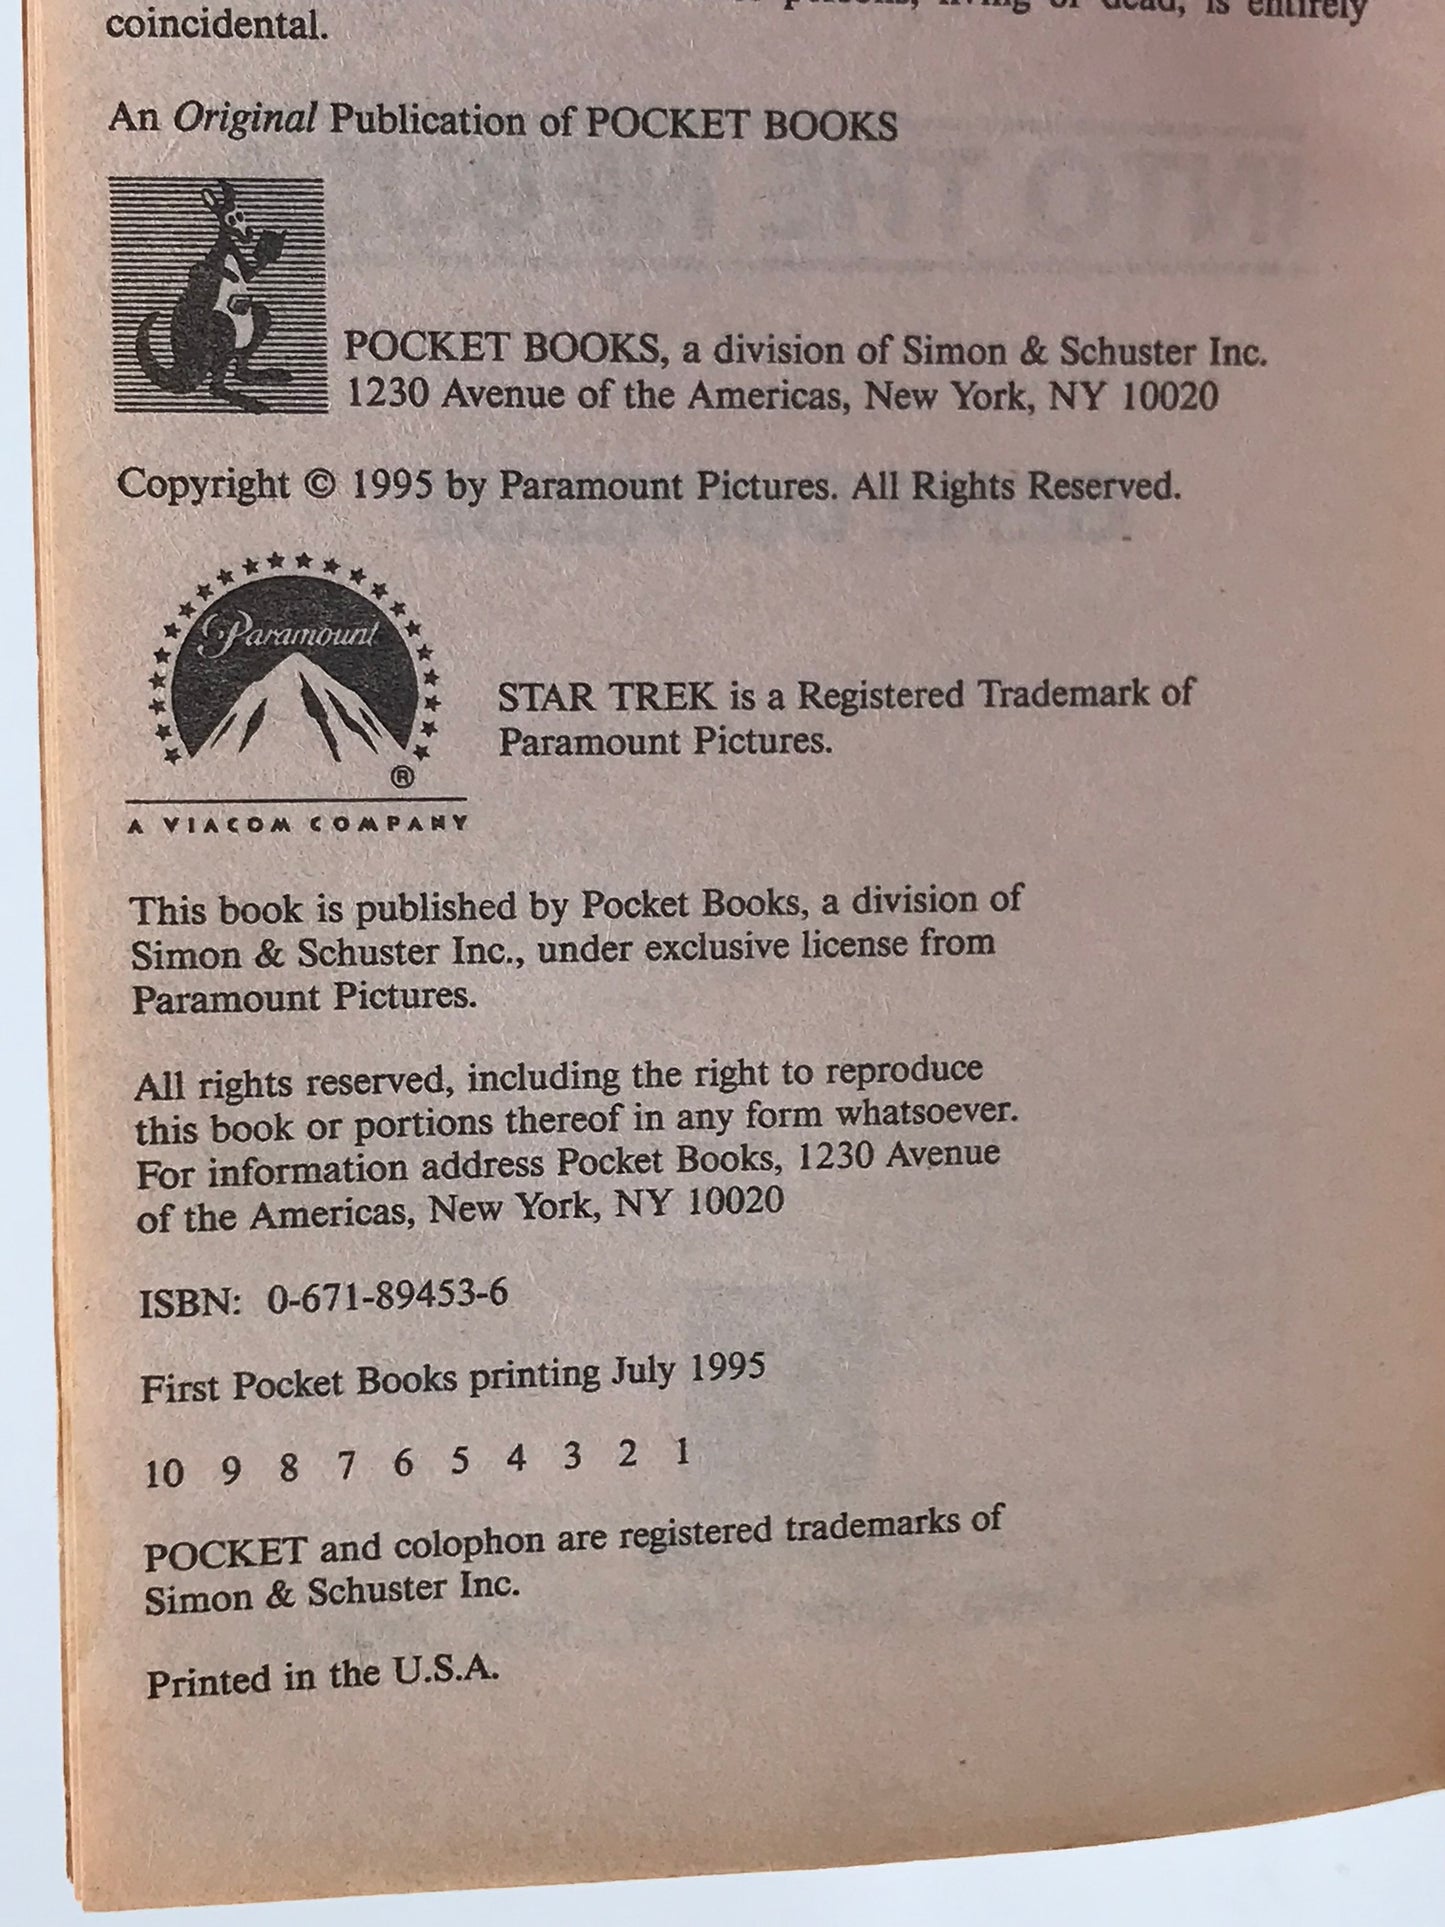 persons, living or dead, is entirely
coincidental.
An Original Publication of POCKET BOOKS
POCKET BOOKS, a division of Simon & Schuster Inc.
1230 Avenue of the Americas, New York, NY 10020
Copyright © 1995 by Paramount Pictures. All Rights Reserved.
Paramount
®
A VIACOM COMPANY
STAR TREK is a Registered Trademark of
Paramount Pictures.
This book is published by Pocket Books, a division of
Simon & Schuster Inc., under exclusive license from
Paramount Pictures.
All rights reserved, including the right to reproduce
this book or portions thereof in any form whatsoever.
For information address Pocket Books, 1230 Avenue
of the Americas, New York, NY 10020
ISBN: 0-671-89453-6
First Pocket Books printing July 1995
10 9 8 7 6 5 4 3 2 1
POCKET and colophon are registered trademarks of
Simon & Schuster Inc.
Printed in the U.S.A.